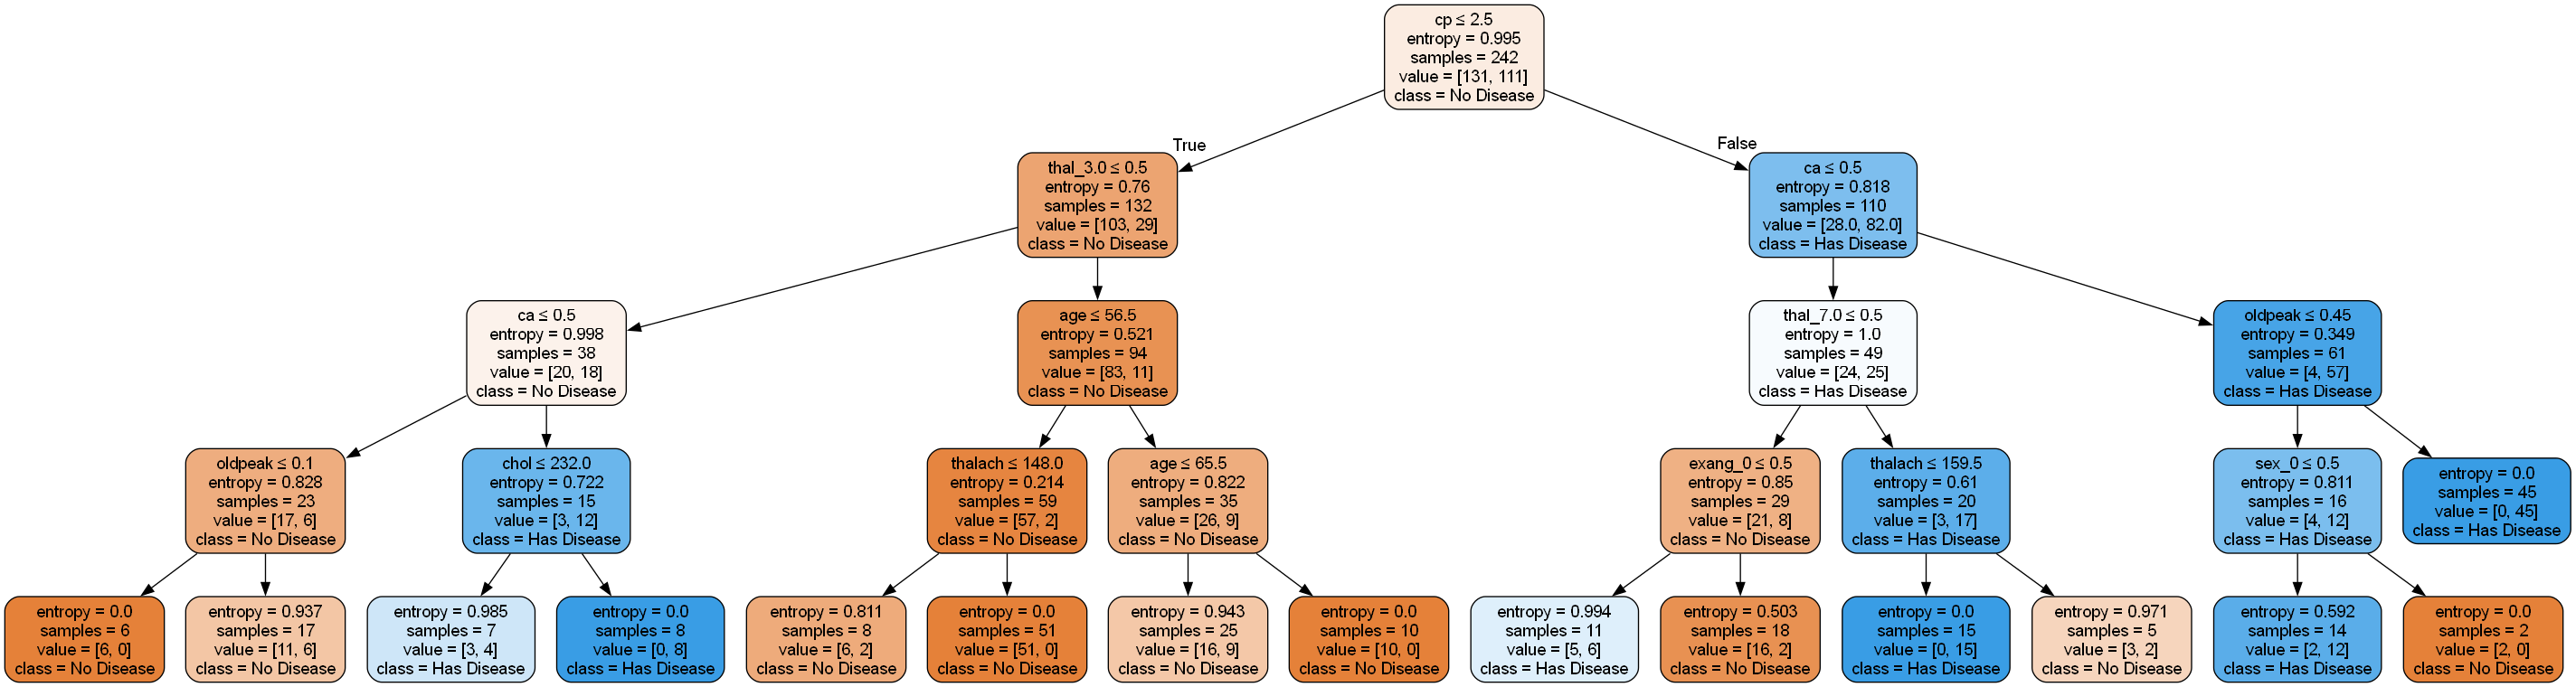 cp ≤ 2.5
entropy = 0.995
samples = 242
value = [131, 111]
class = No Disease
True
False
thal_3.0 ≤ 0.5
entropy = 0.76
samples = 132
value = [103, 29]
class = No Disease
ca ≤ 0.5
entropy = 0.818
samples = 110
value = [28.0, 82.0]
class = Has Disease
ca ≤ 0.5
entropy = 0.998
samples = 38
value = [20, 18]
class = No Disease
age ≤ 56.5
entropy = 0.521
samples = 94
value = [83, 11]
class = No Disease
thal_7.0 ≤ 0.5
entropy = 1.0
samples = 49
value = [24, 25]
class = Has Disease
oldpeak ≤ 0.45
entropy = 0.349
samples = 61
value = [4, 57]
class = Has Disease
oldpeak ≤ 0.1
entropy = 0.828
samples = 23
value = [17, 6]
class = No Disease
chol ≤ 232.0
entropy = 0.722
samples = 15
value = [3, 12]
class = Has Disease
thalach ≤ 148.0
entropy = 0.214
samples = 59
value = [57, 2]
class = No Disease
age ≤ 65.5
entropy = 0.822
samples = 35
value = [26, 9]
class = No Disease
exang_0 ≤ 0.5
entropy = 0.85
samples = 29
value = [21, 8]
class = No Disease
thalach ≤ 159.5
entropy = 0.61
samples = 20
value = [3, 17]
class = Has Disease
sex_0 ≤ 0.5
entropy = 0.811
samples = 16
value = [4, 12]
class = Has Disease
entropy = 0.0
samples = 45
value = [0, 45]
class = Has Disease
entropy = 0.0
samples = 6
value = [6, 0]
class = No Disease
entropy = 0.937
samples = 17
value = [11, 6]
class = No Disease
entropy = 0.985
samples = 7
value = [3, 4]
class = Has Disease
entropy = 0.0
samples = 8
value = [0, 8]
class = Has Disease
entropy = 0.811
samples = 8
value = [6, 2]
class = No Disease
entropy = 0.0
samples = 51
value = [51, 0]
class = No Disease
entropy = 0.943
samples = 25
value = [16, 9]
class = No Disease
entropy = 0.0
samples = 10
value = [10, 0]
class = No Disease
entropy = 0.994
samples = 11
value = [5, 6]
class = Has Disease
entropy = 0.503
samples = 18
value = [16, 2]
class = No Disease
entropy = 0.0
samples = 15
value = [0, 15]
class = Has Disease
entropy = 0.971
samples = 5
value = [3, 2]
class = No Disease
entropy = 0.592
samples = 14
value = [2, 12]
class = Has Disease
entropy = 0.0
samples = 2
value = [2, 0]
class = No Disease